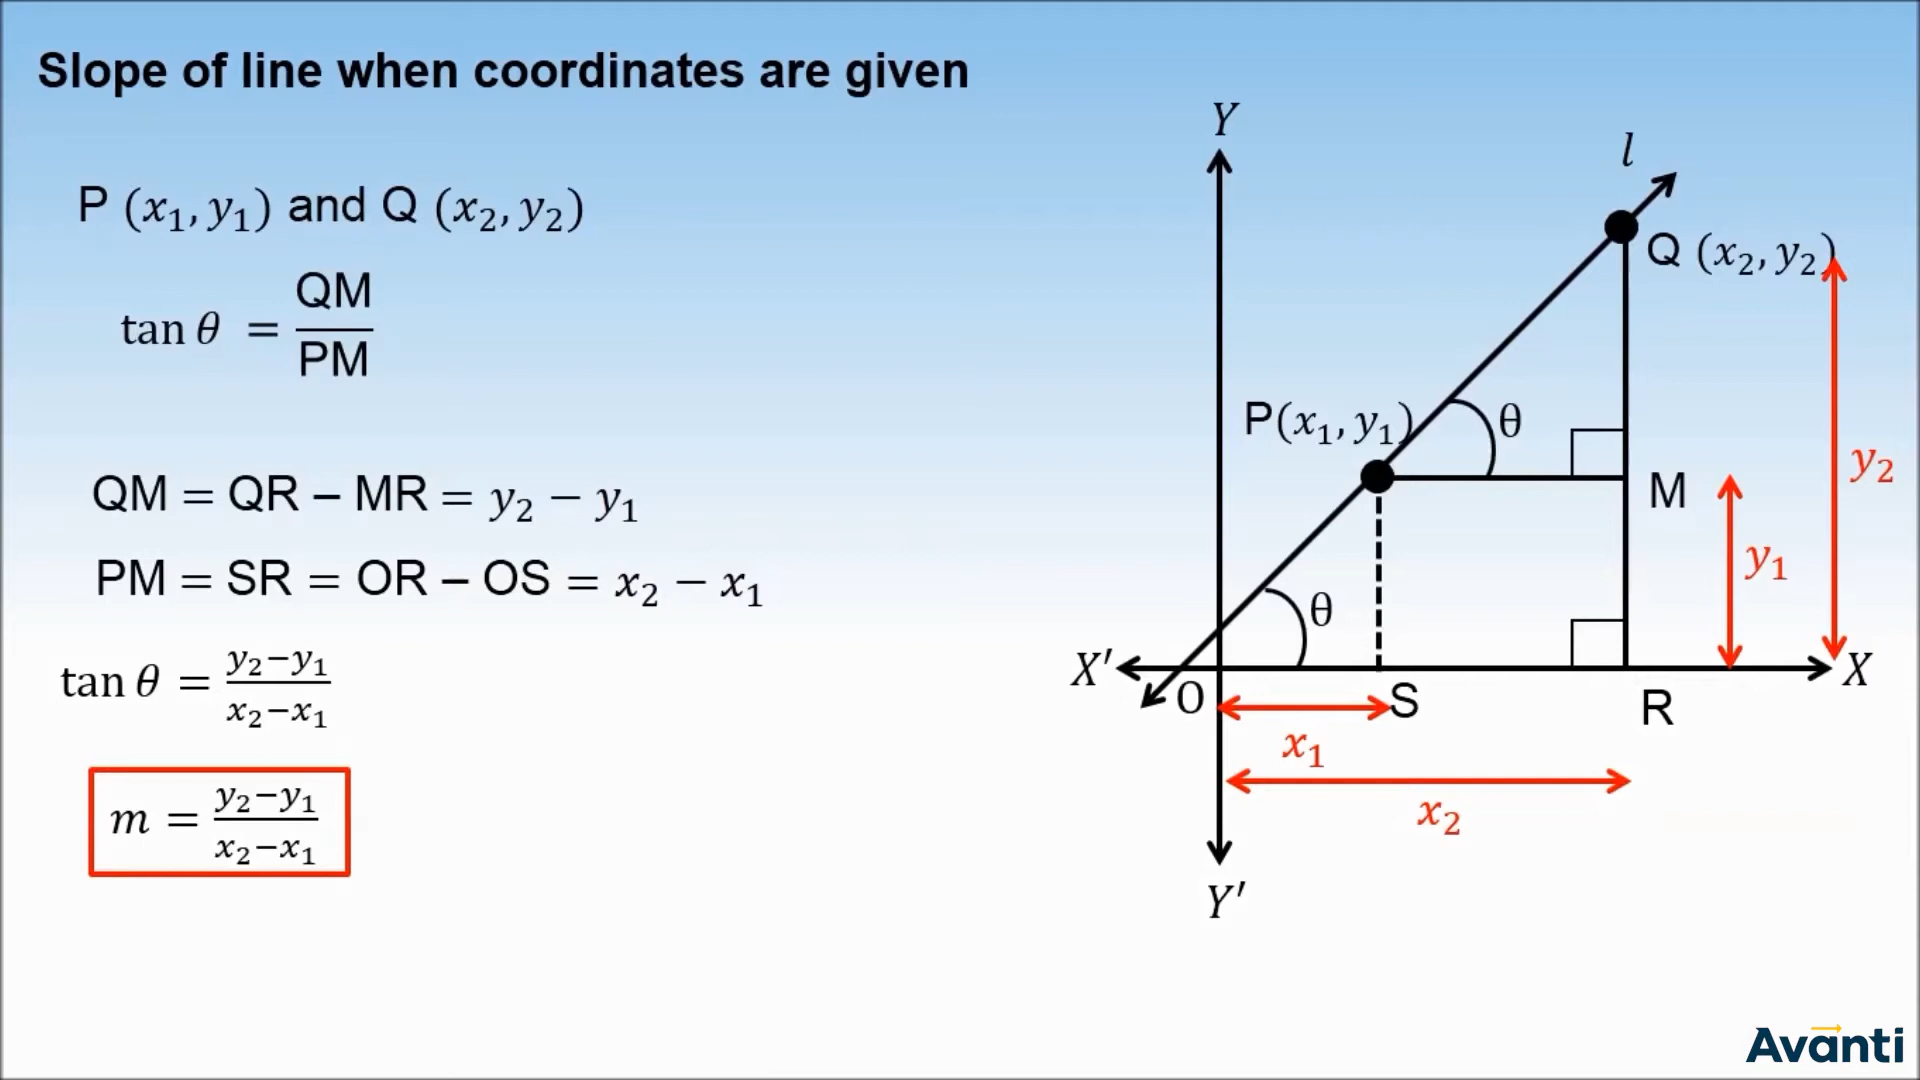 Slope of line when coordinates are given
P (x₁, y₁) and Q (x₂, y₂)
tan θ = QM/PM
QM = QR – MR = y₂ − y₁
PM = SR = OR – OS = x₂ − x₁
tan θ = y₂−y₁/x₂−x₁
m = y₂−y₁/x₂−x₁
Y
l
Q (x₂, y₂)
P(x₁, y₁)
θ
M
y₂
y₁
θ
X′
O
S
R
X
x₁
x₂
Y′
Avanti